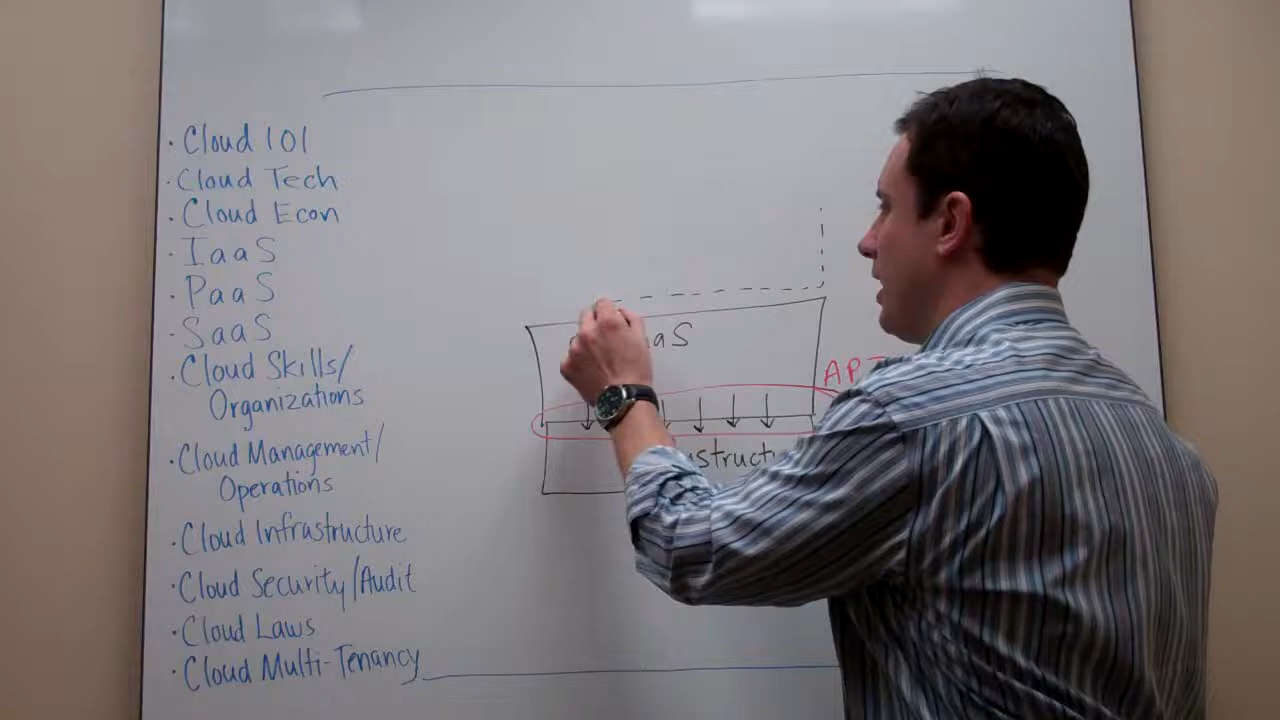 · Cloud 101
· Cloud Tech
· Cloud Econ
· IaaS
· PaaS
· SaaS
· Cloud Skills/
Organizations
· Cloud Management/
Operations
· Cloud Infrastructure
· Cloud Security/Audit
· Cloud Laws
· Cloud Multi-Tenancy
aaS
API
structu